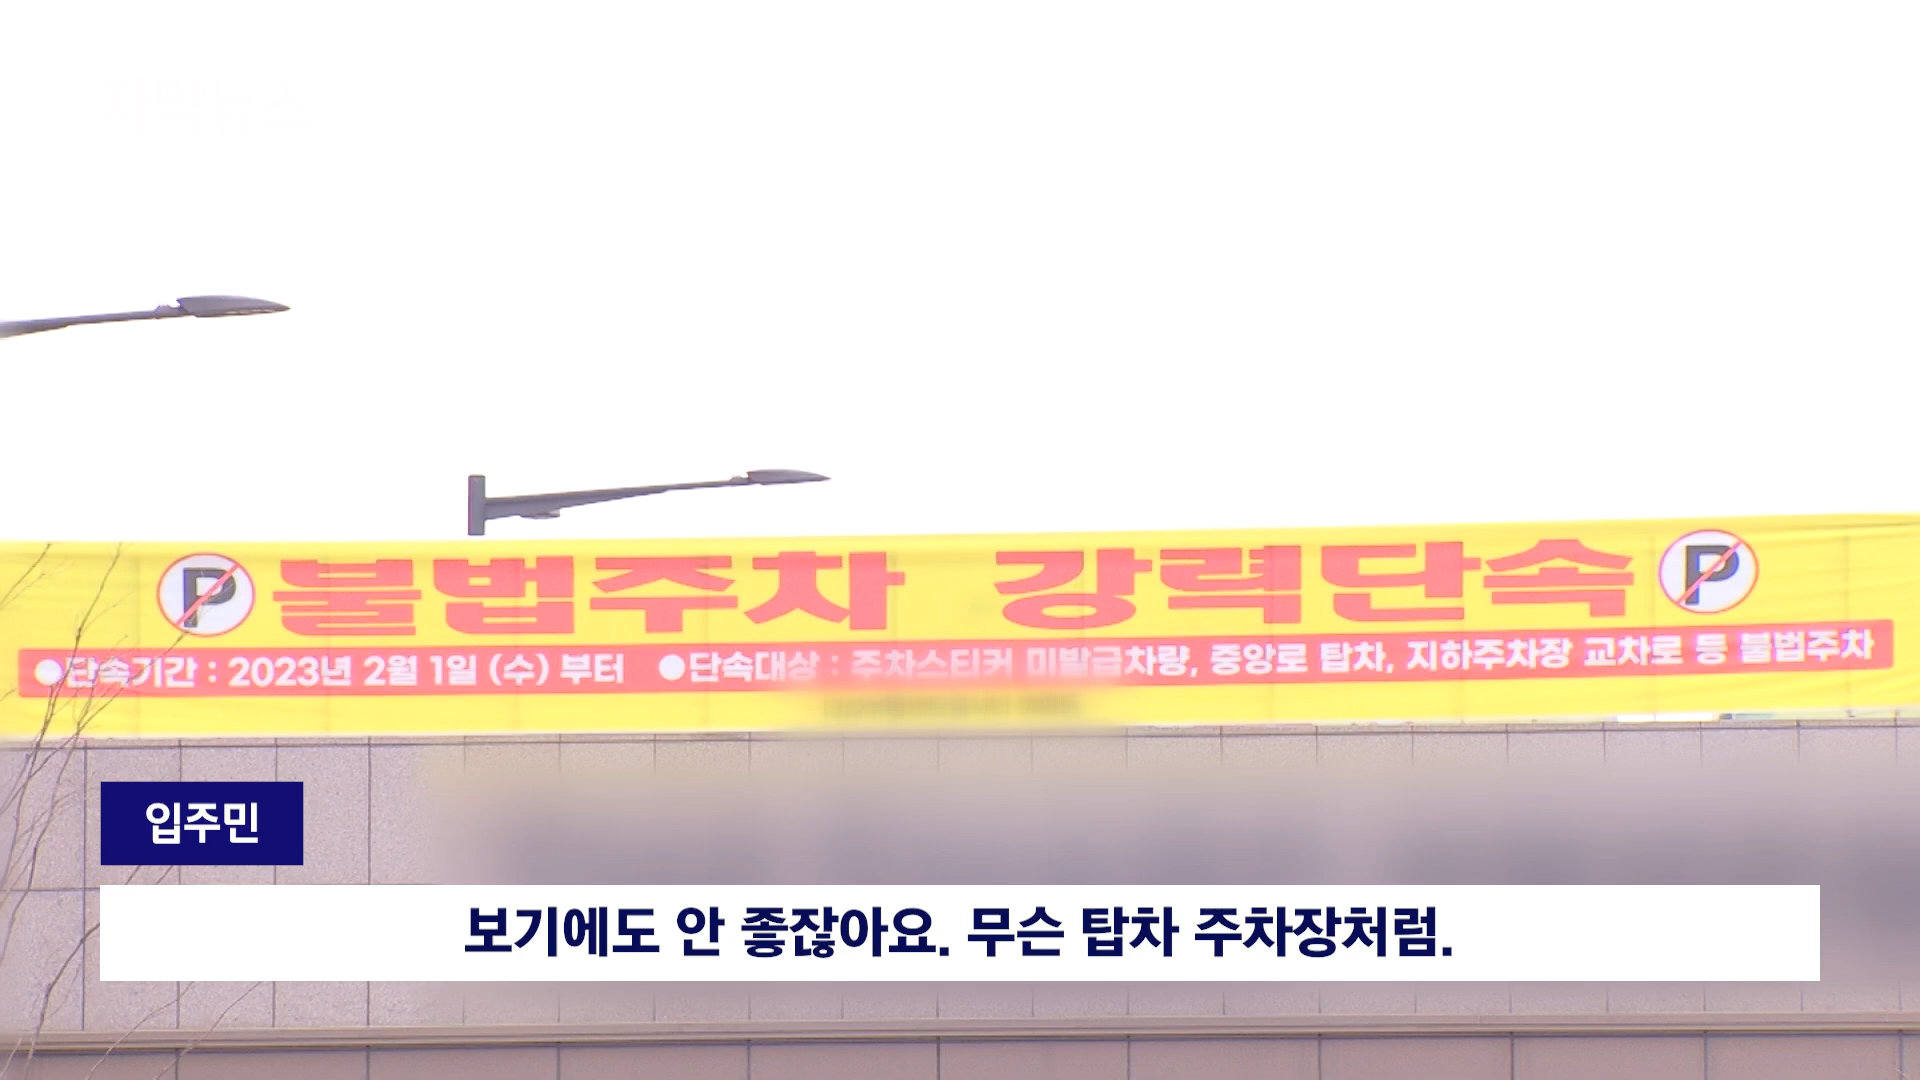 불법주차 강력단속
●단속기간 : 2023년 2월 1일 (수) 부터 ●단속대상 : 주차스티커 미발급차량, 중앙로 탑차, 지하주차장 교차로 등 불법주차
입주민
보기에도 안 좋잖아요. 무슨 탑차 주차장처럼.